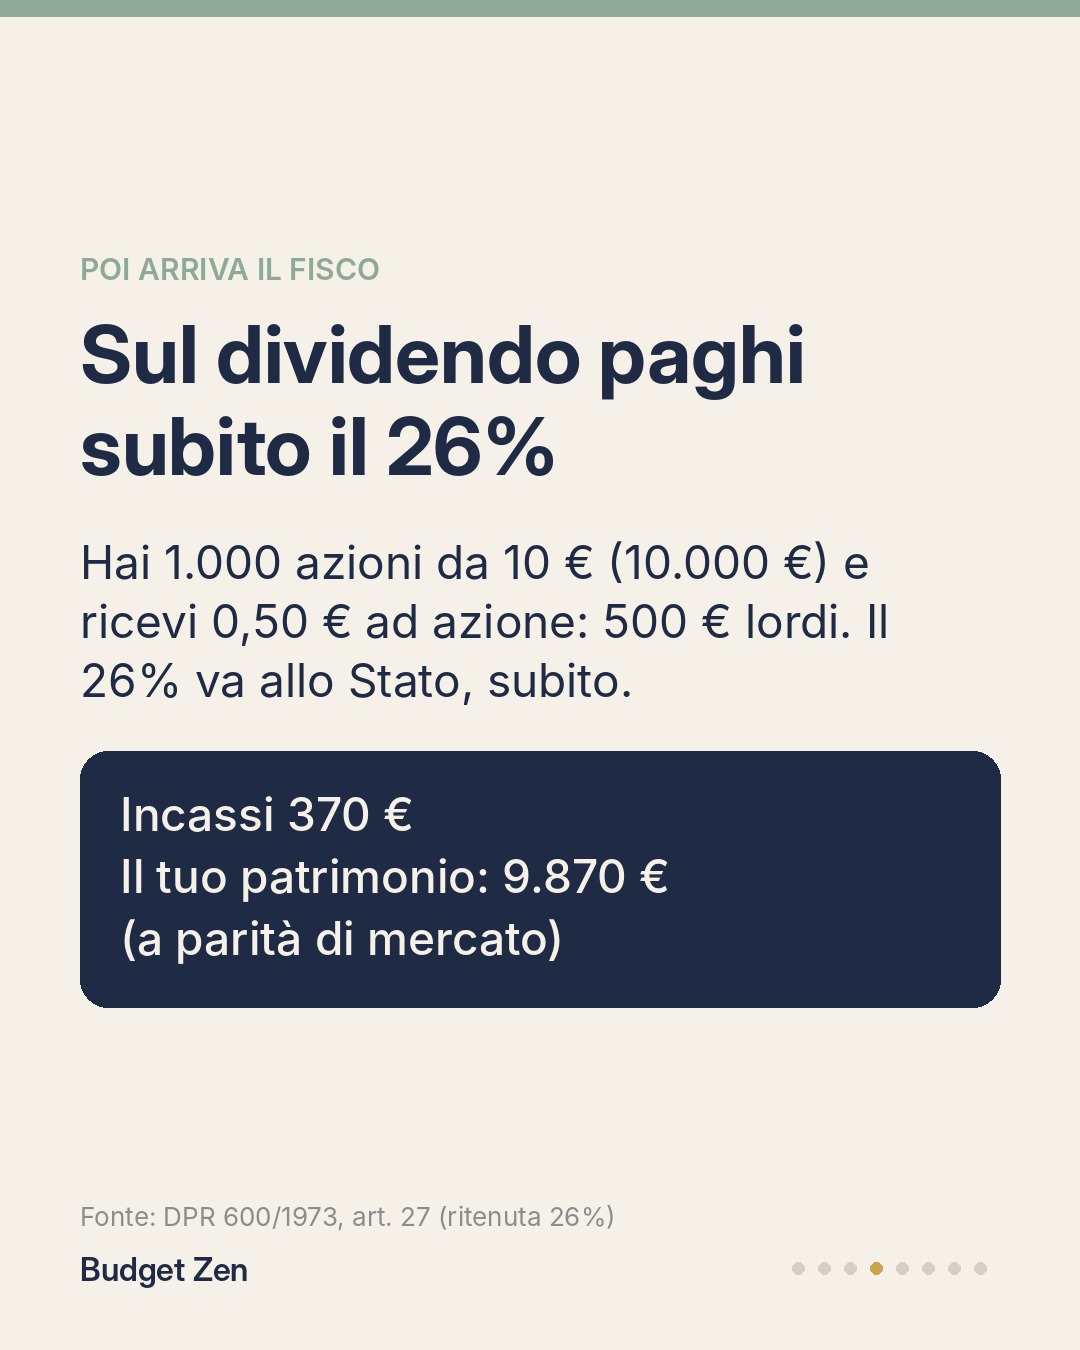 POI ARRIVA IL FISCO
Sul dividendo paghi
subito il 26%
Hai 1.000 azioni da 10 € (10.000 €) e
ricevi 0,50 € ad azione: 500 € lordi. Il
26% va allo Stato, subito.
Incassi 370 €
Il tuo patrimonio: 9.870 €
(a parità di mercato)
Fonte: DPR 600/1973, art. 27 (ritenuta 26%)
Budget Zen